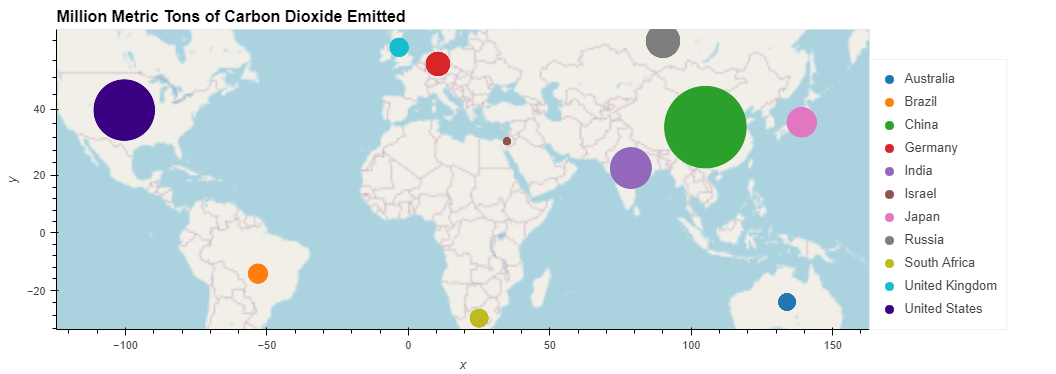 Million Metric Tons of Carbon Dioxide Emitted
y
40
20
0
−20
−100
−50
0
50
100
150
x
Australia
Brazil
China
Germany
India
Israel
Japan
Russia
South Africa
United Kingdom
United States